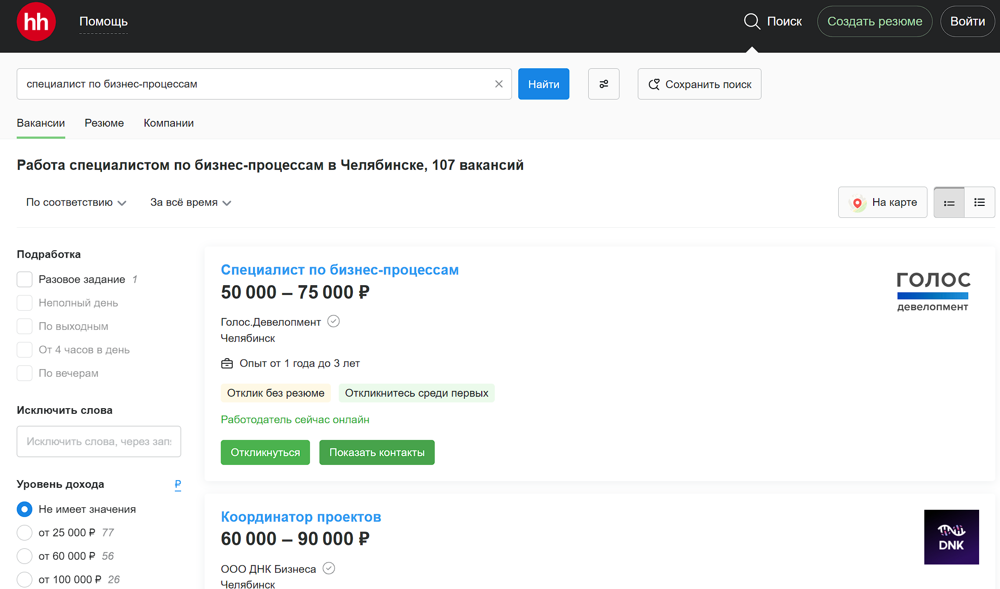 hh
Помощь
Поиск
Создать резюме
Войти
специалист по бизнес-процессам
Найти
Сохранить поиск
Вакансии
Резюме
Компании
Работа специалистом по бизнес-процессам в Челябинске, 107 вакансий
По соответствию
За всё время
На карте
Подработка
Разовое задание 1
Неполный день
По выходным
От 4 часов в день
По вечерам
Исключить слова
Исключить слова, через
Уровень дохода ₽
Не имеет значения
от 25 000 ₽ 77
от 60 000 ₽ 56
от 100 000 ₽ 26
Специалист по бизнес-процессам
50 000 – 75 000 ₽
Голос.Девелопмент
Челябинск
Опыт от 1 года до 3 лет
Отклик без резюме
Откликнитесь среди первых
Работодатель сейчас онлайн
Откликнуться
Показать контакты
ГОЛОС
девелопмент
Координатор проектов
60 000 – 90 000 ₽
ООО ДНК Бизнеса
Челябинск
DNK